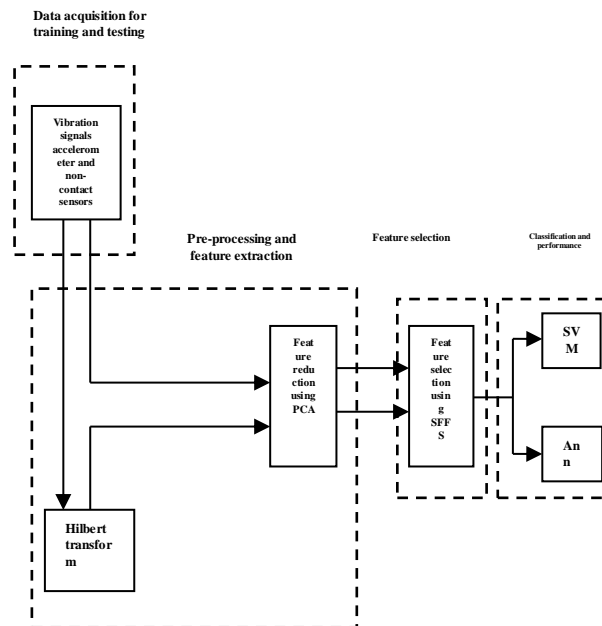 Data acquisition for
training and testing
Vibration
signals
accelerom
eter and
non-
contact
sensors
Pre-processing and
feature extraction
Feature selection
Classification and
performance
Feat
ure
redu
ction
using
PCA
Feat
ure
selec
tion
usin
g
SFF
S
SV
M
An
n
Hilbert
transfor
m